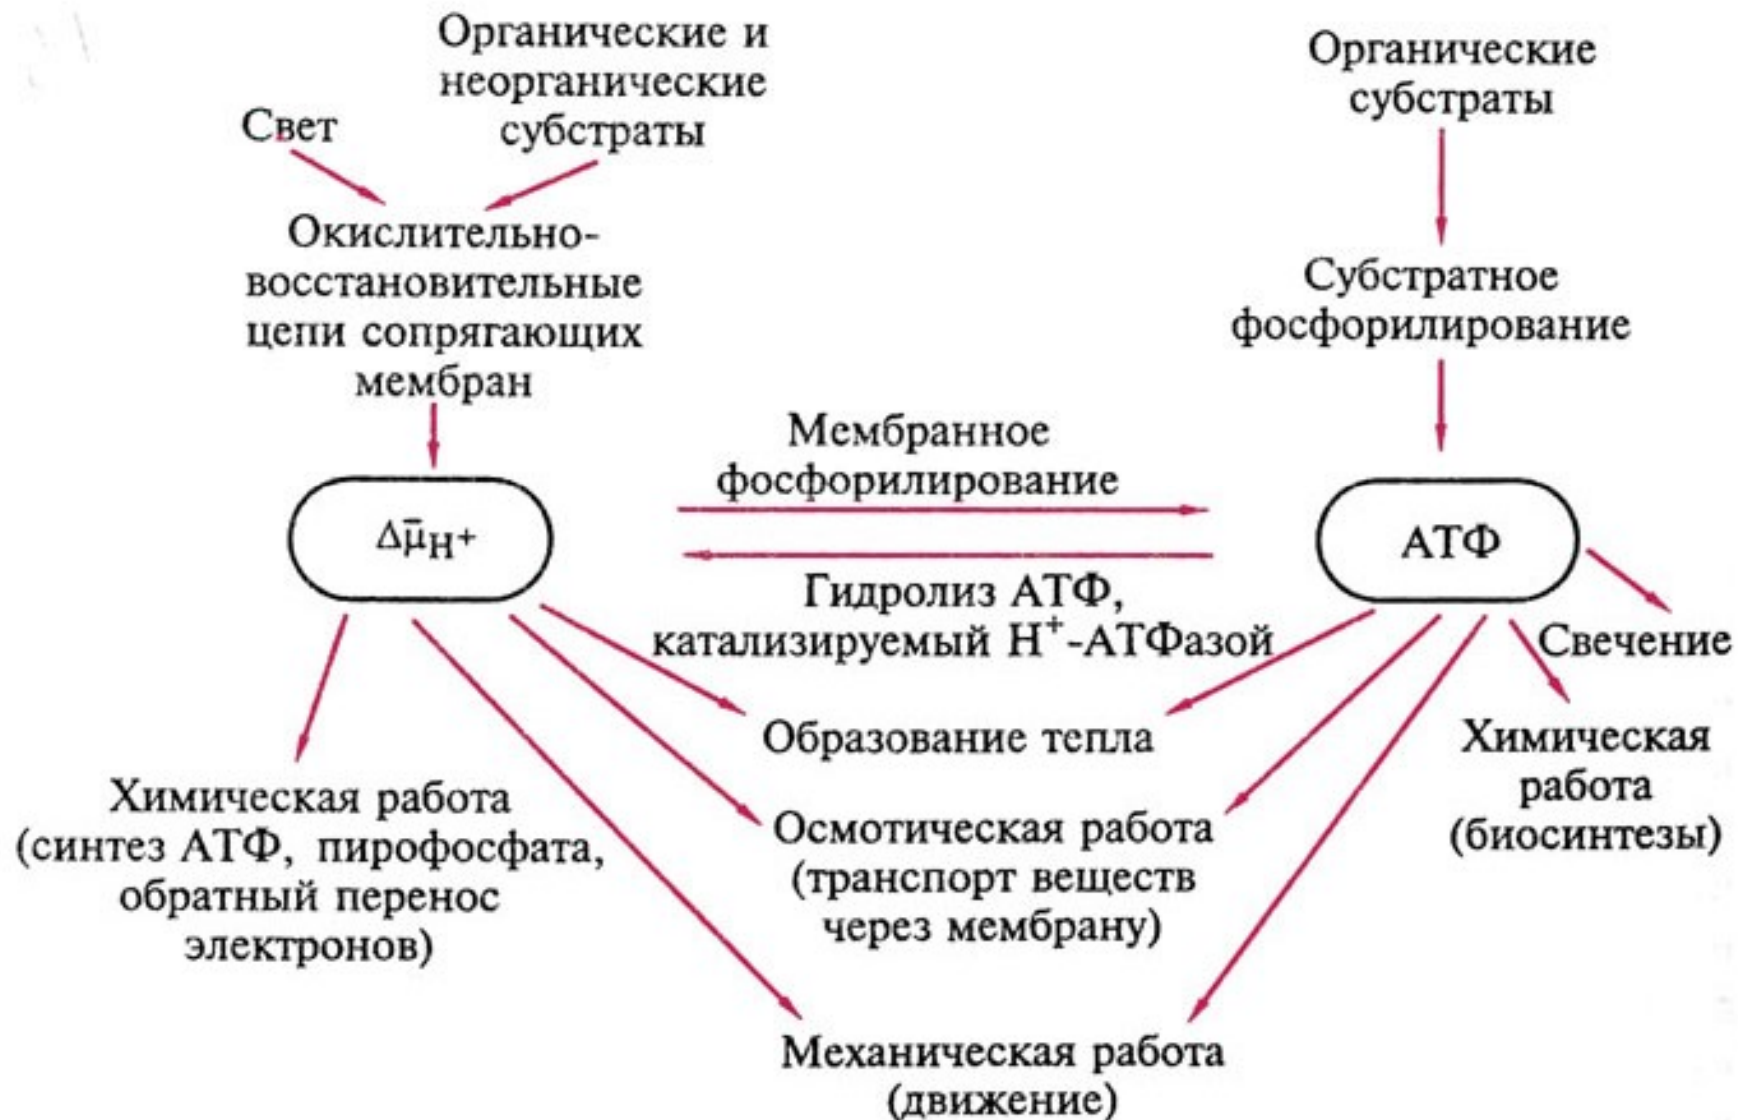 Органические и
неорганические
субстраты
Свет
Окислительно-
восстановительные
цепи сопрягающих
мембран
Органические
субстраты
Субстратное
фосфорилирование
Мембранное
фосфорилирование
Δμ̄H⁺
АТФ
Гидролиз АТФ,
катализируемый H⁺-АТФазой
Свечение
Образование тепла
Химическая
работа
(биосинтезы)
Химическая работа
(синтез АТФ, пирофосфата,
обратный перенос
электронов)
Осмотическая работа
(транспорт веществ
через мембрану)
Механическая работа
(движение)